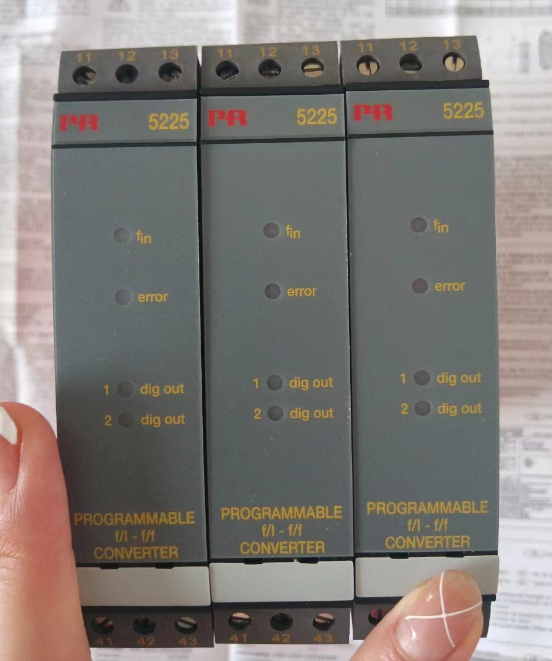 11 12 13
PR 5225
fin
error
1 dig out
2 dig out
PROGRAMMABLE
f/I - f/f
CONVERTER
41 42 43
11 12 13
PR 5225
fin
error
1 dig out
2 dig out
PROGRAMMABLE
f/I - f/f
CONVERTER
41 42 43
11 12 13
PR 5225
fin
error
1 dig out
2 dig out
PROGRAMMABLE
f/I - f/f
CONVERTER